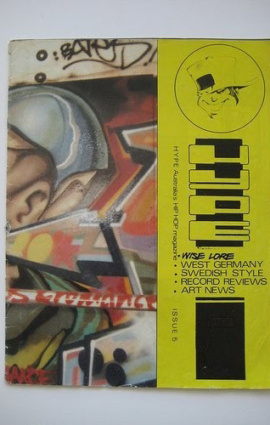 HYPE
HYPE Australia's HIP HOP magazine
• WISE LORE
• WEST GERMANY
• SWEDISH STYLE
• RECORD REVIEWS
• ART NEWS
ISSUE 5